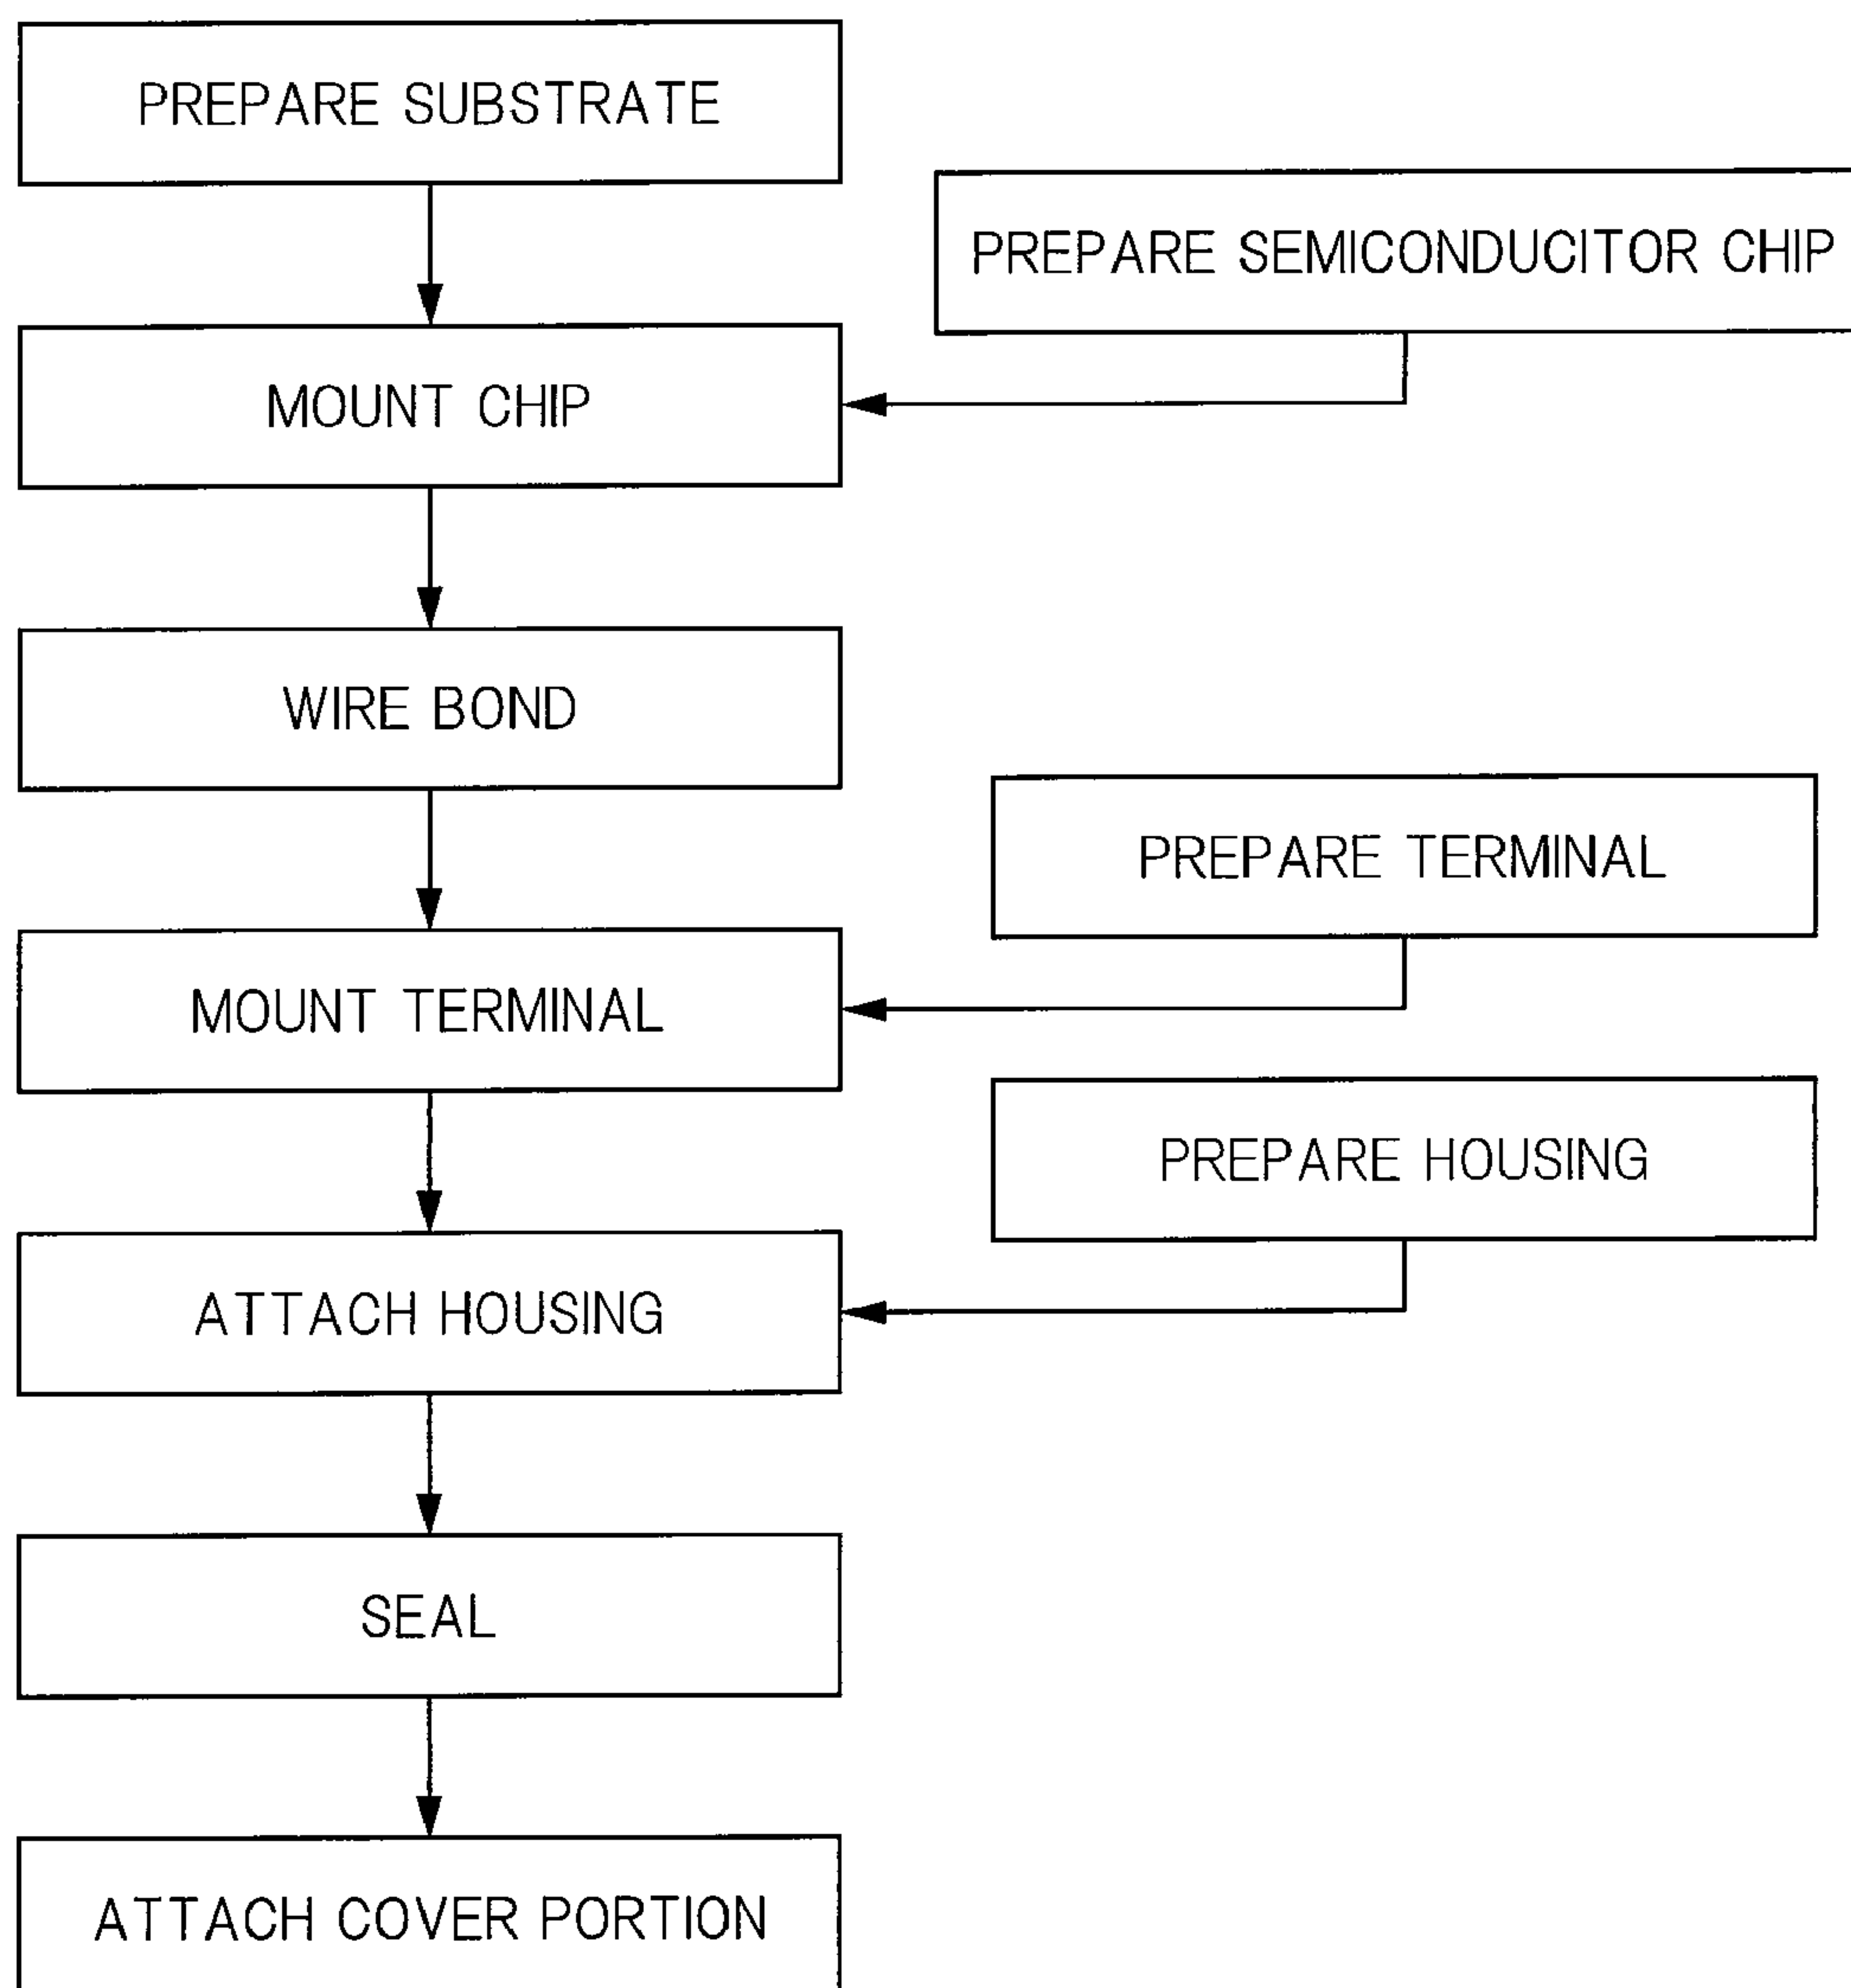 PREPARE SUBSTRATE
PREPARE SEMICONDUCITOR CHIP
MOUNT CHIP
WIRE BOND
PREPARE TERMINAL
MOUNT TERMINAL
PREPARE HOUSING
ATTACH HOUSING
SEAL
ATTACH COVER PORTION